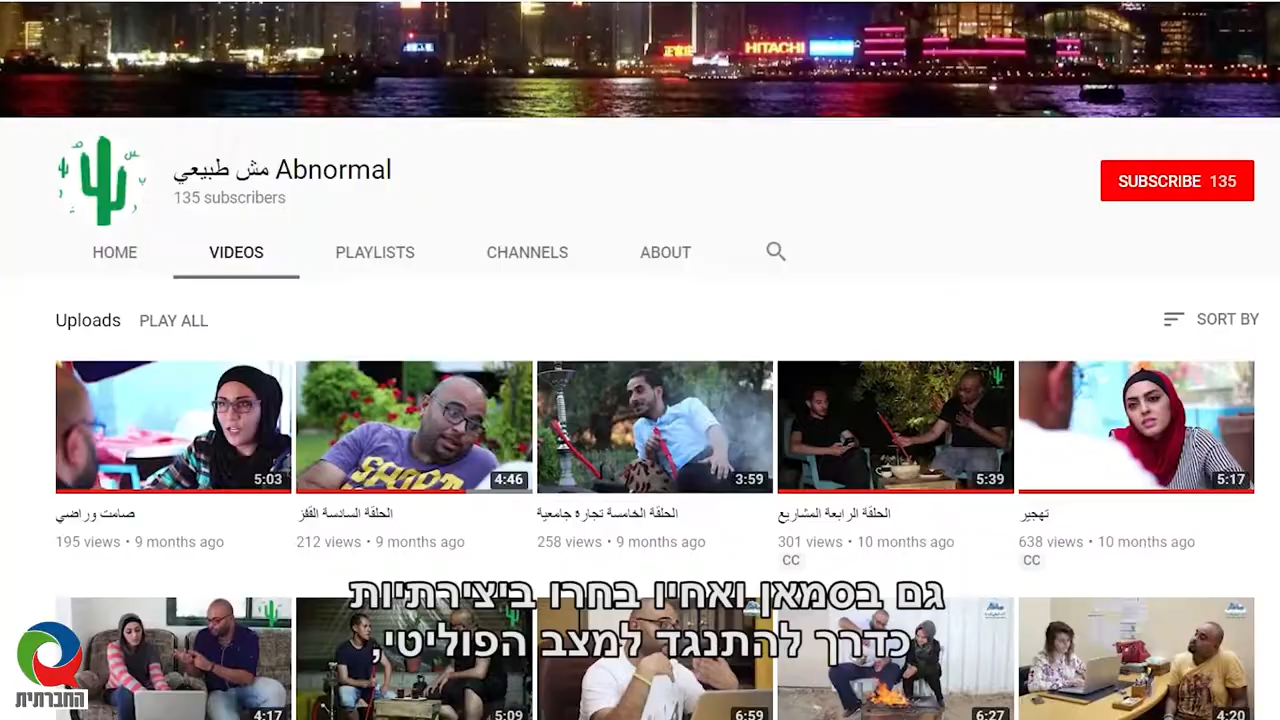 HITACHI
مش طبيعي Abnormal
135 subscribers
SUBSCRIBE 135
HOME
VIDEOS
PLAYLISTS
CHANNELS
ABOUT
Uploads
PLAY ALL
SORT BY
5:03
4:46
3:59
5:39
5:17
صامت وراضي
الحلقة السادسة القفز
الحلقة الخامسة تجارة جامعية
الحلقة الرابعة المشاريع
تهجير
195 views • 9 months ago
212 views • 9 months ago
258 views • 9 months ago
301 views • 10 months ago
638 views • 10 months ago
CC
CC
גם בסמאן ואחיו בחרו ביצירתיות
כדרך להתנגד למצב הפוליטי,
החברתית
4:17
5:09
6:59
6:27
4:20